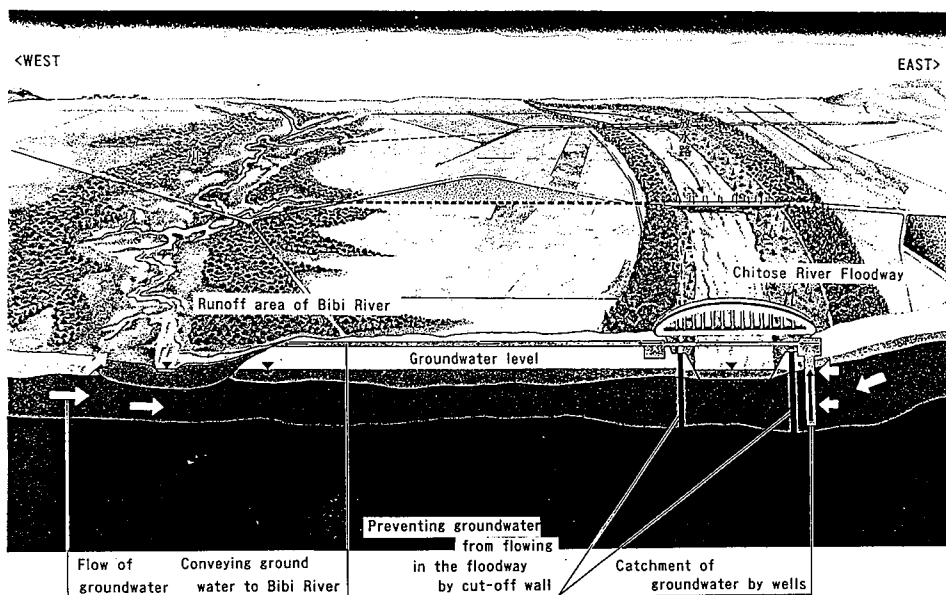 <WEST
EAST>
Chitose River Floodway
Runoff area of Bibi River
Groundwater level
Flow of
groundwater
Conveying ground
water to Bibi River
Preventing groundwater
from flowing
in the floodway
by cut-off wall
Catchment of
groundwater by wells